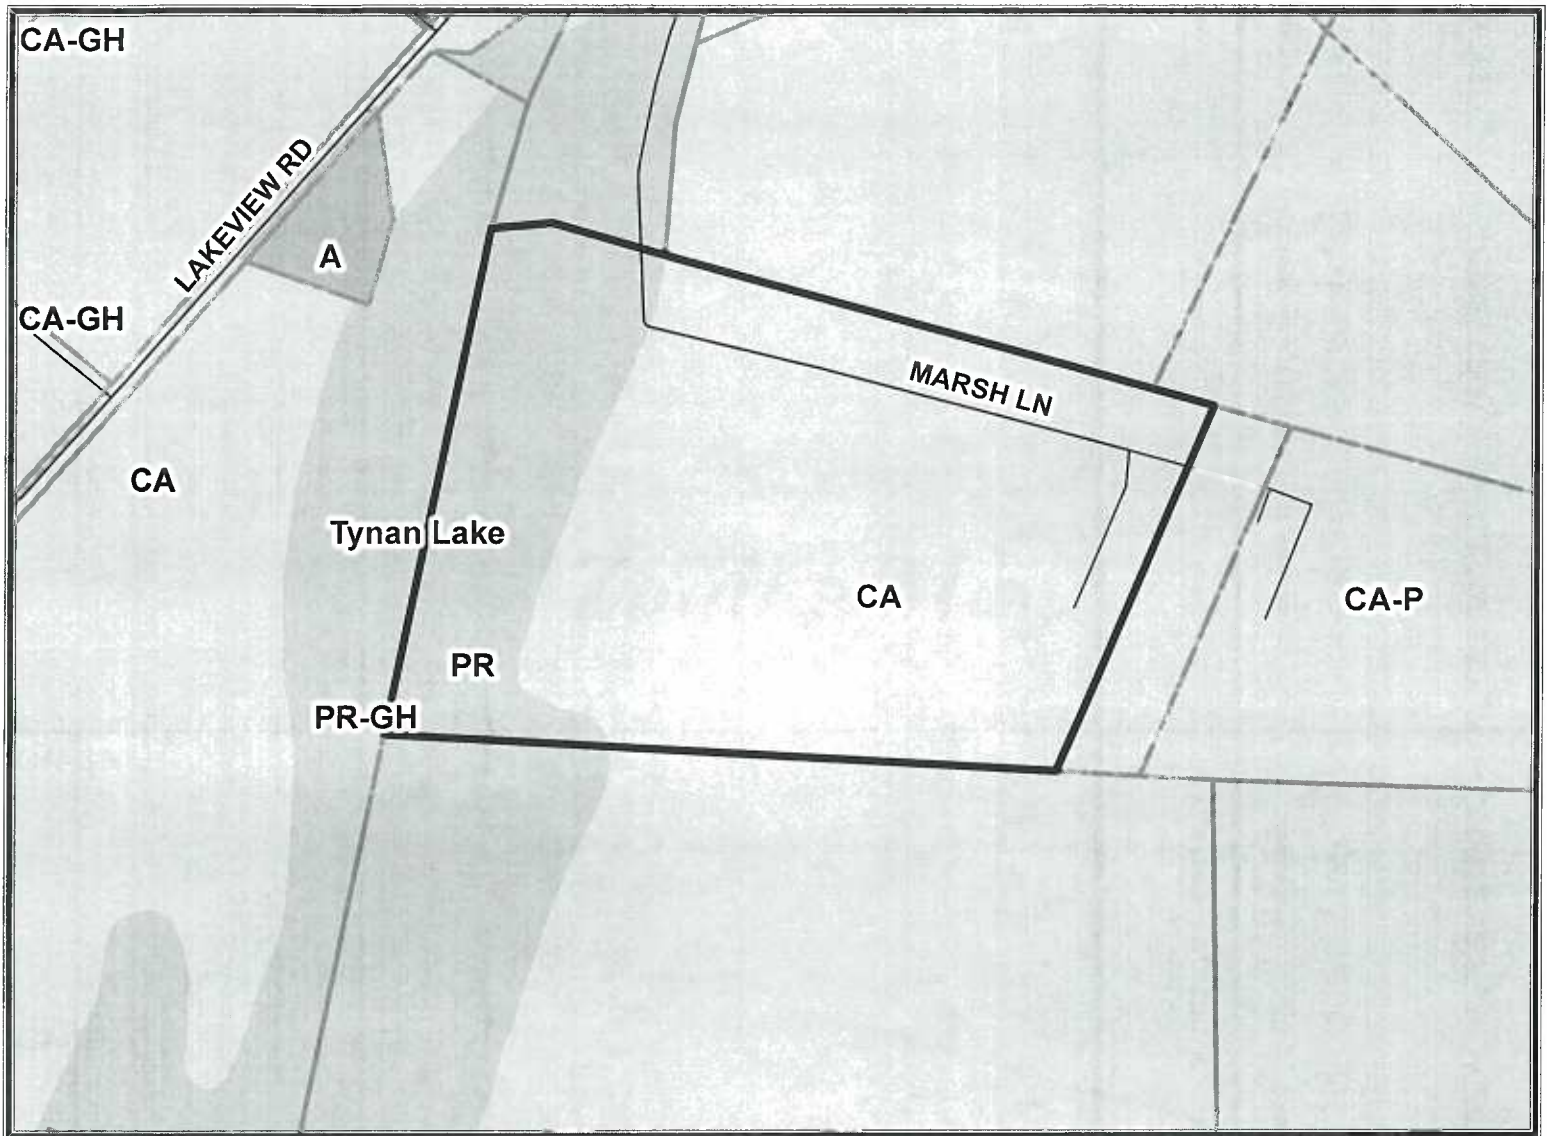 CA-GH
LAKEVIEW RD
A
CA-GH
MARSH LN
CA
Tynan Lake
CA
CA-P
PR
PR-GH